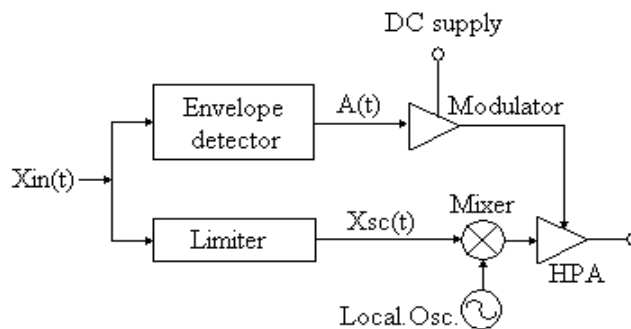 DC supply
Envelope
detector
A(t)
Modulator
Xin(t)
Limiter
Xsc(t)
Mixer
HPA
Local.Osc.